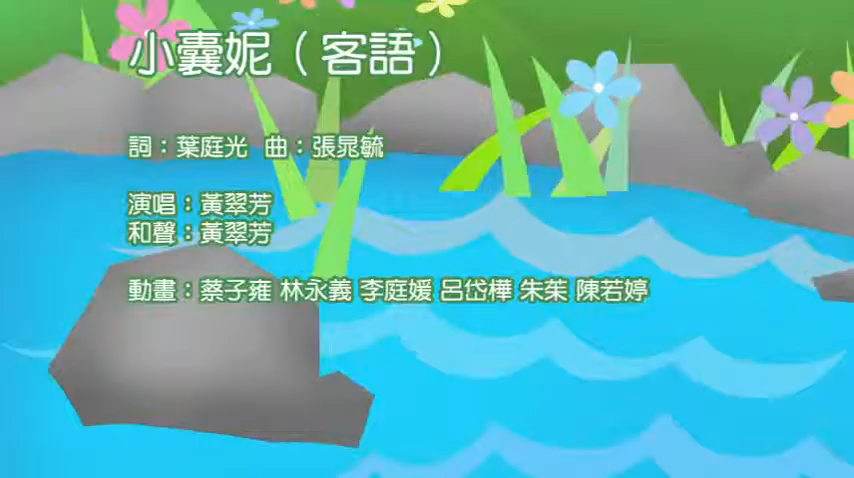 小囊妮（客語）
詞：葉庭光 曲：張晁毓
演唱：黃翠芳
和聲：黃翠芳
動畫：蔡子雍 林永義 李庭媛 呂岱樺 朱茱 陳若婷